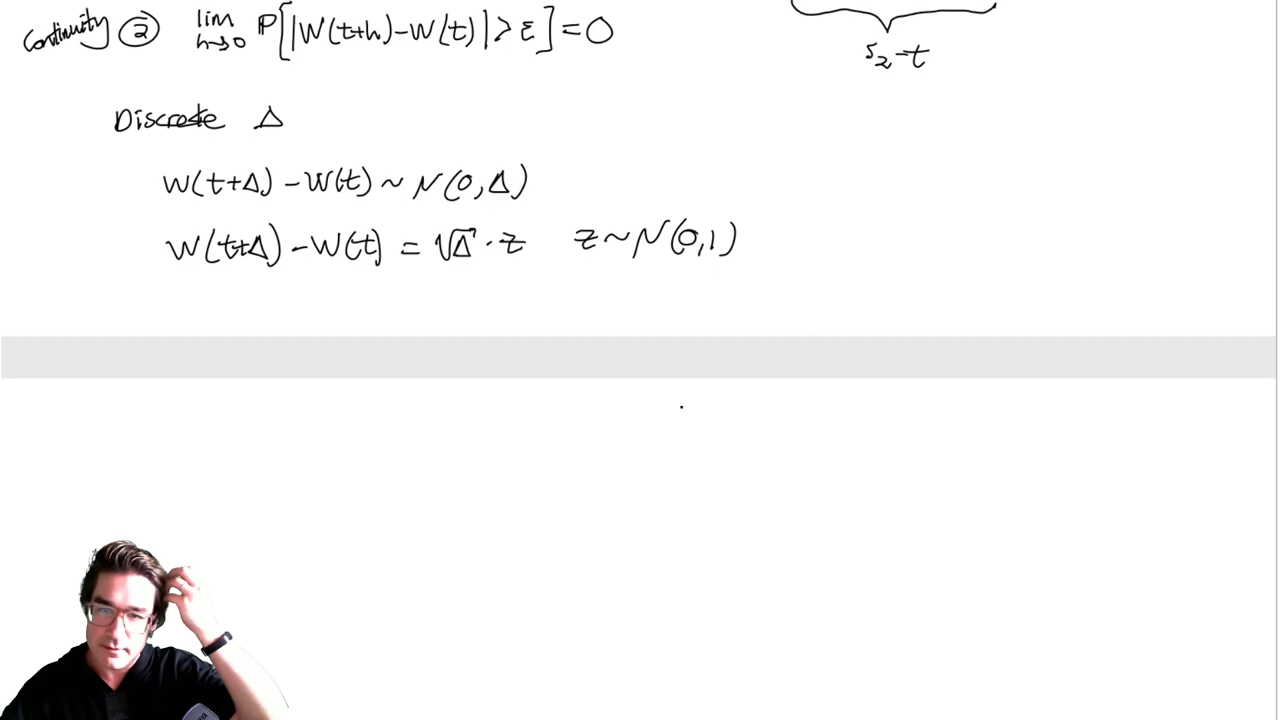 Continuity ② lim h→0 P[|W(t+h)-W(t)|>ε]=0
s₂-t
Discrete Δ
W(t+Δ)-W(t)~N(0,Δ)
W(t+Δ)-W(t)=√Δ·z z~N(0,1)